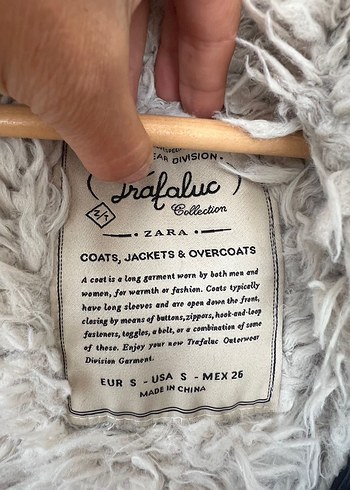 EAR DIVISION •
Trafaluc
Z/T
Collection
• ZARA •
COATS, JACKETS & OVERCOATS
A coat is a long garment worn by both men and
women, for warmth or fashion. Coats typically
have long sleeves and are open down the front,
closing by means of buttons, zippers, hook-and-loop
fasteners, toggles, a belt, or a combination of some
of these. Enjoy your new Trafaluc Outerwear
Division Garment.
EUR S - USA S - MEX 26
MADE IN CHINA